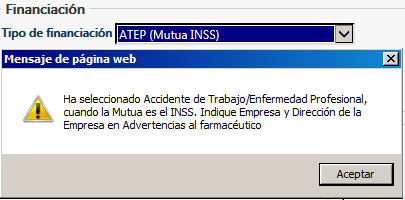 Financiación
Tipo de financiación ATEP (Mutua INSS)
Mensaje de página web
Ha seleccionado Accidente de Trabajo/Enfermedad Profesional,
cuando la Mutua es el INSS. Indique Empresa y Dirección de la
Empresa en Advertencias al farmacéutico
Aceptar